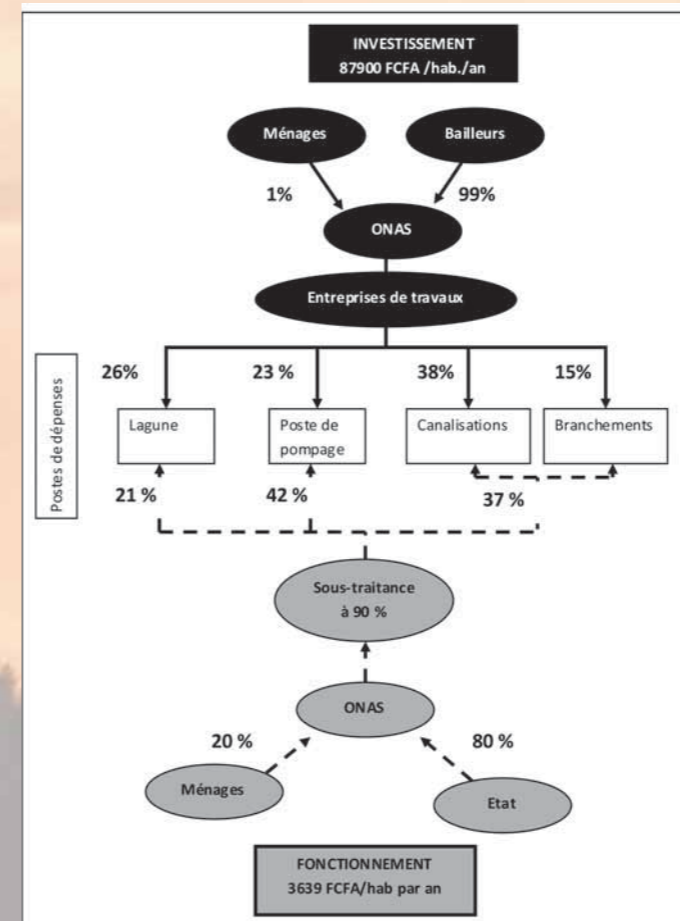 INVESTISSEMENT
87900 FCFA /hab./an
Ménages
Bailleurs
1%
99%
ONAS
Entreprises de travaux
Postes de dépenses
26%
23 %
38%
15%
Lagune
Poste de
pompage
Canalisations
Branchements
21 %
42 %
37 %
Sous-traitance
à 90 %
ONAS
20 %
80 %
Ménages
Etat
FONCTIONNEMENT
3639 FCFA/hab par an